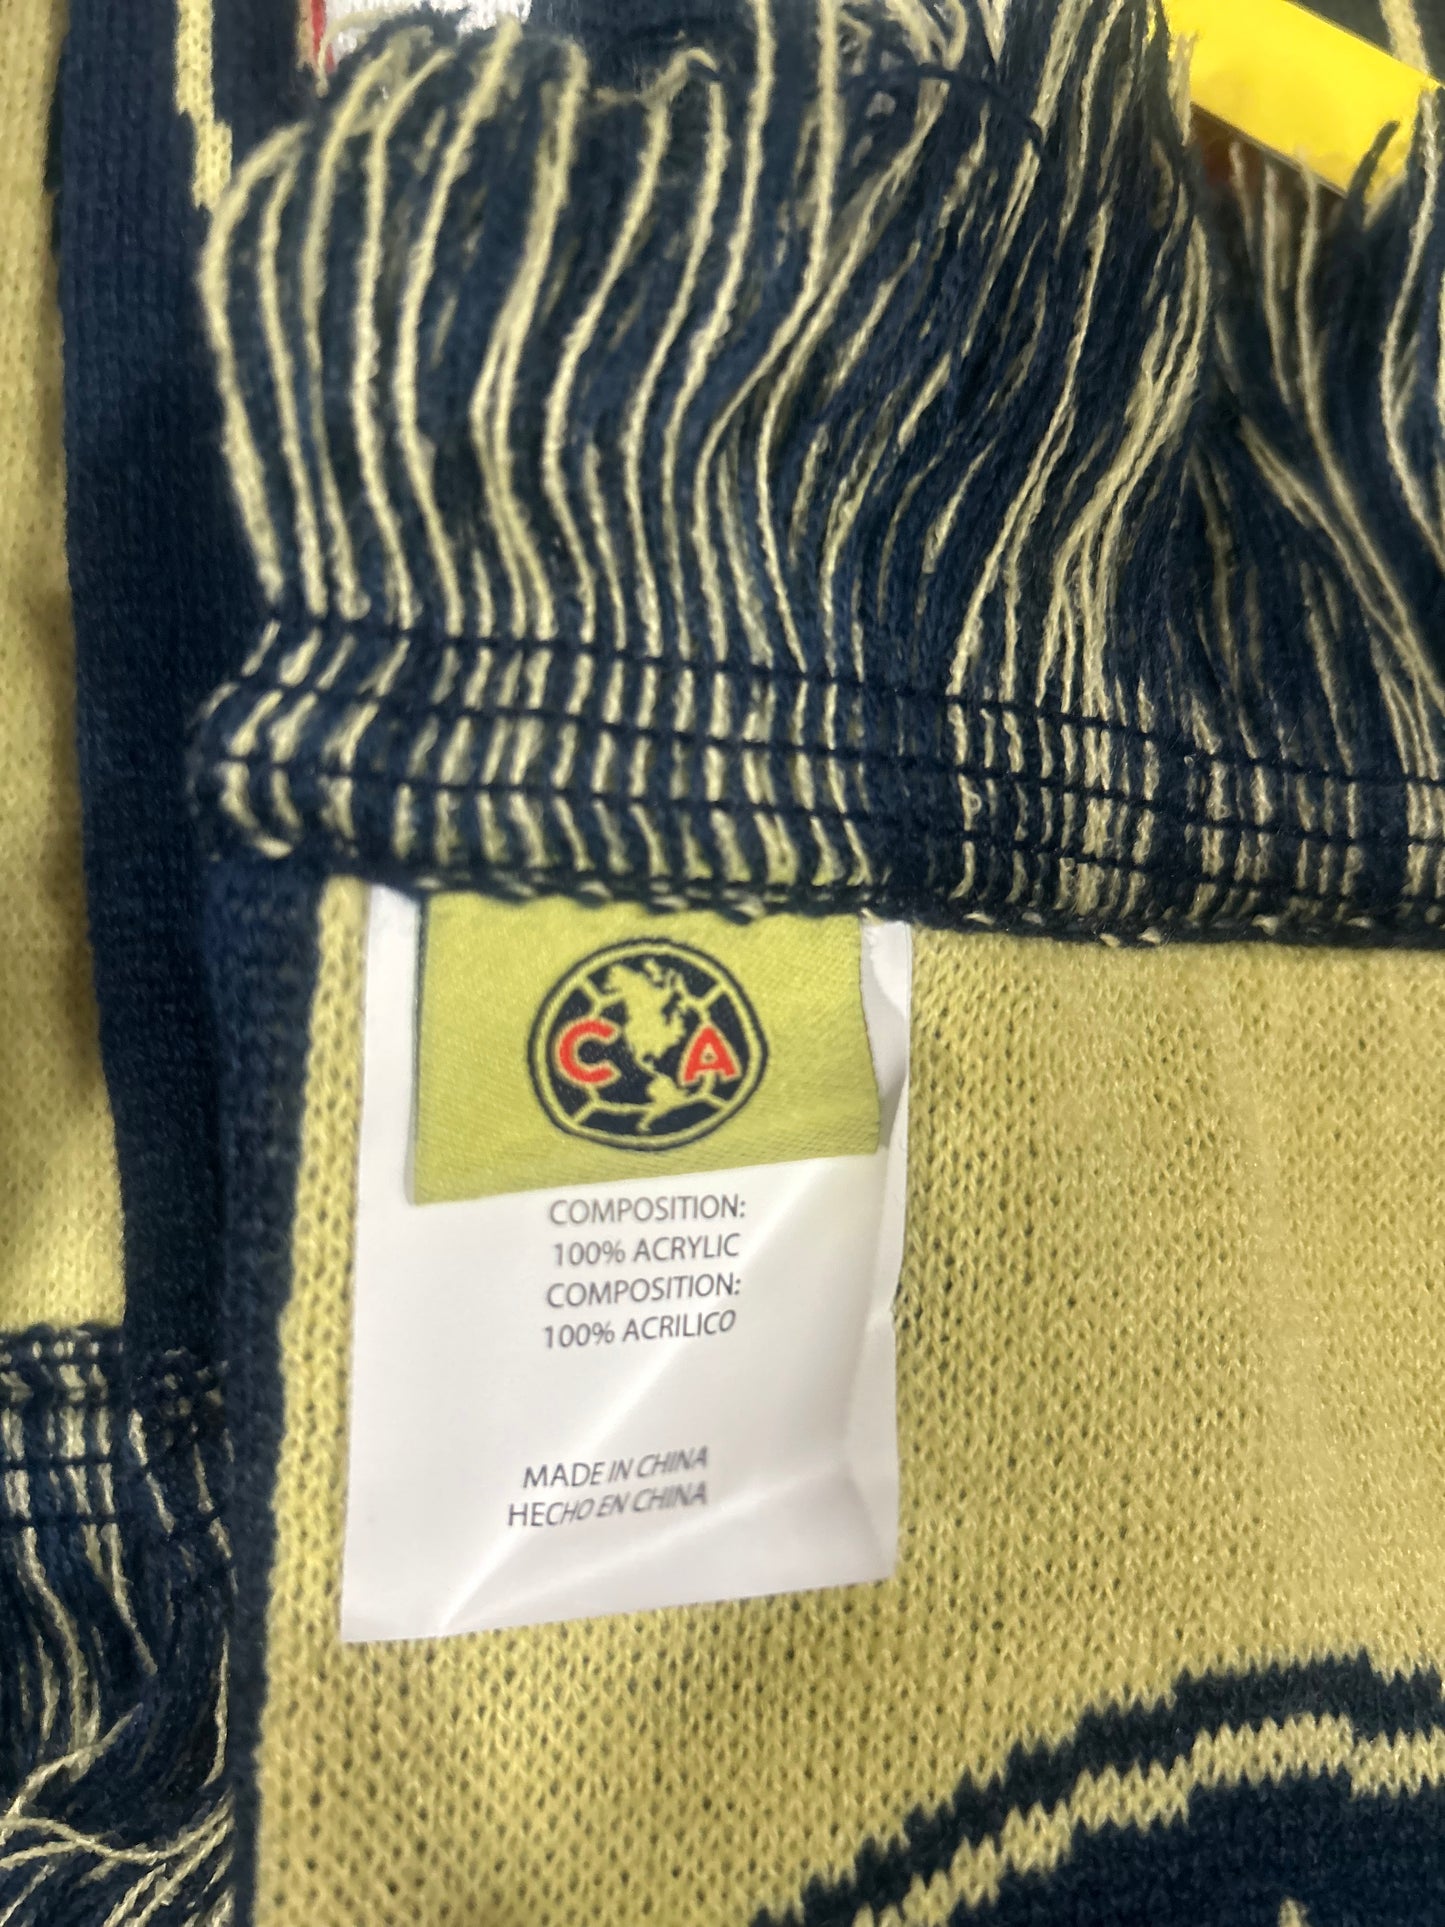 C A
COMPOSITION:
100% ACRYLIC
COMPOSITION:
100% ACRILICO
MADE IN CHINA
HECHO EN CHINA